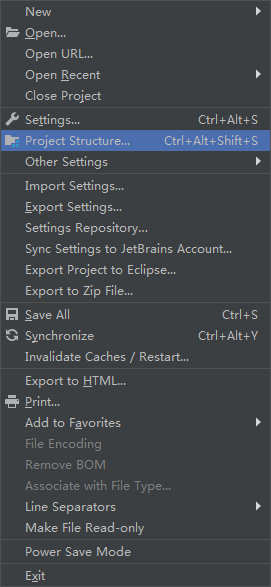 New
Open...
Open URL...
Open Recent
Close Project
Settings... Ctrl+Alt+S
Project Structure... Ctrl+Alt+Shift+S
Other Settings
Import Settings...
Export Settings...
Settings Repository...
Sync Settings to JetBrains Account...
Export Project to Eclipse...
Export to Zip File...
Save All Ctrl+S
Synchronize Ctrl+Alt+Y
Invalidate Caches / Restart...
Export to HTML...
Print...
Add to Favorites
File Encoding
Remove BOM
Associate with File Type...
Line Separators
Make File Read-only
Power Save Mode
Exit